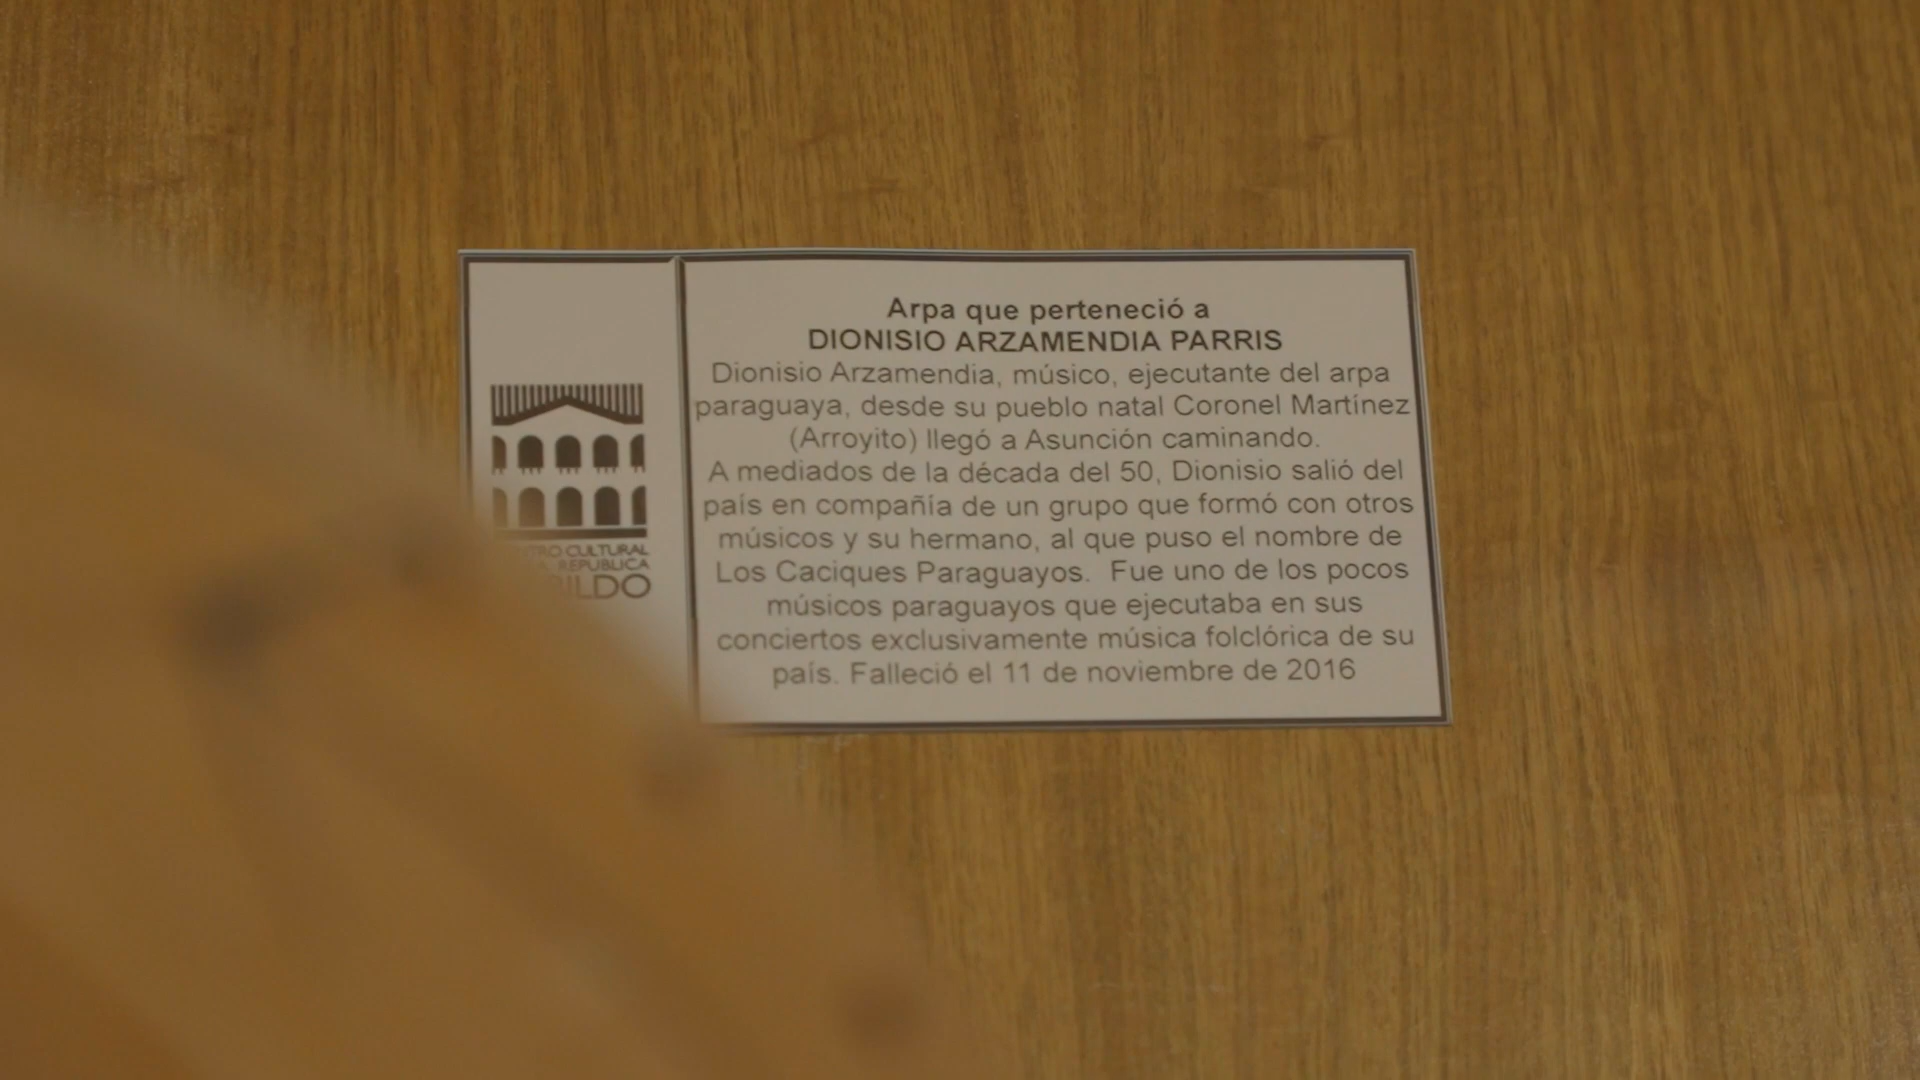 Arpa que perteneció a
DIONISIO ARZAMENDIA PARRIS
Dionisio Arzamendia, músico, ejecutante del arpa
paraguaya, desde su pueblo natal Coronel Martínez
(Arroyito) llegó a Asunción caminando.
A mediados de la década del 50, Dionisio salió del
país en compañía de un grupo que formó con otros
músicos y su hermano, al que puso el nombre de
Los Caciques Paraguayos. Fue uno de los pocos
músicos paraguayos que ejecutaba en sus
conciertos exclusivamente música folclórica de su
país. Falleció el 11 de noviembre de 2016
CULTURAL
REPÚBLICA